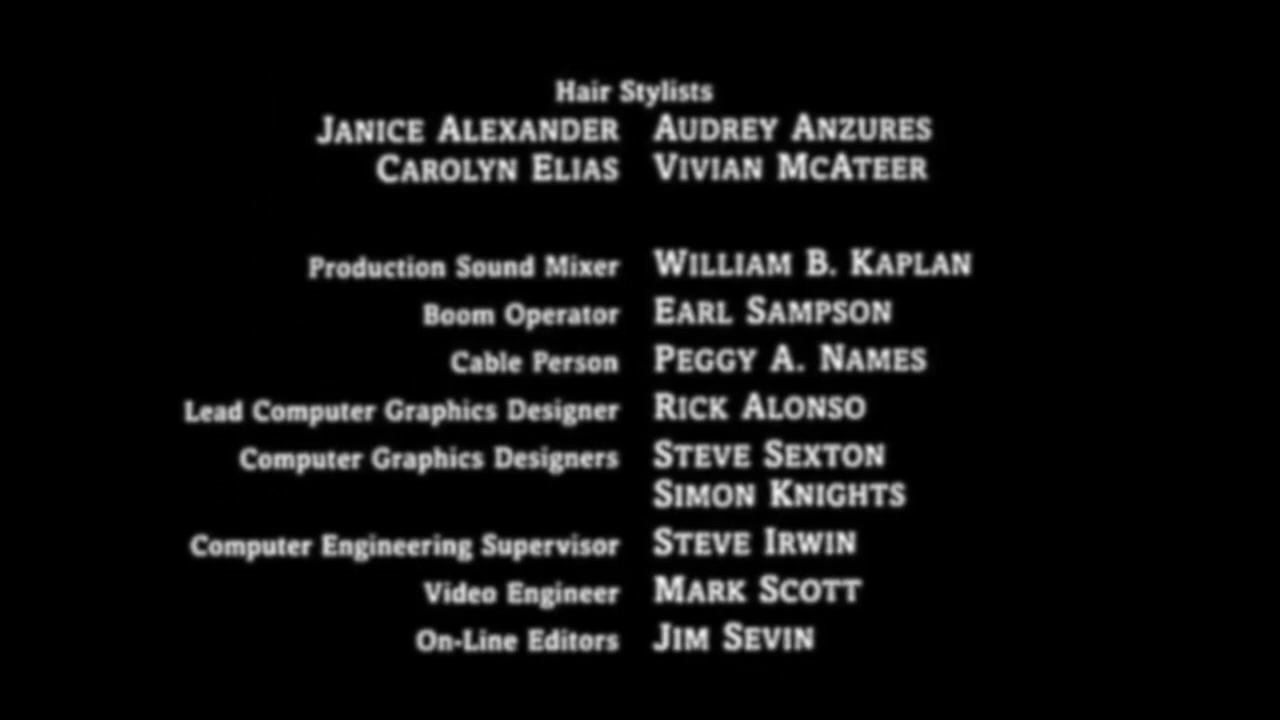 Hair Stylists
JANICE ALEXANDER AUDREY ANZURES
CAROLYN ELIAS VIVIAN MCATEER
Production Sound Mixer WILLIAM B. KAPLAN
Boom Operator EARL SAMPSON
Cable Person PEGGY A. NAMES
Lead Computer Graphics Designer RICK ALONSO
Computer Graphics Designers STEVE SEXTON
SIMON KNIGHTS
Computer Engineering Supervisor STEVE IRWIN
Video Engineer MARK SCOTT
On-Line Editors JIM SEVIN